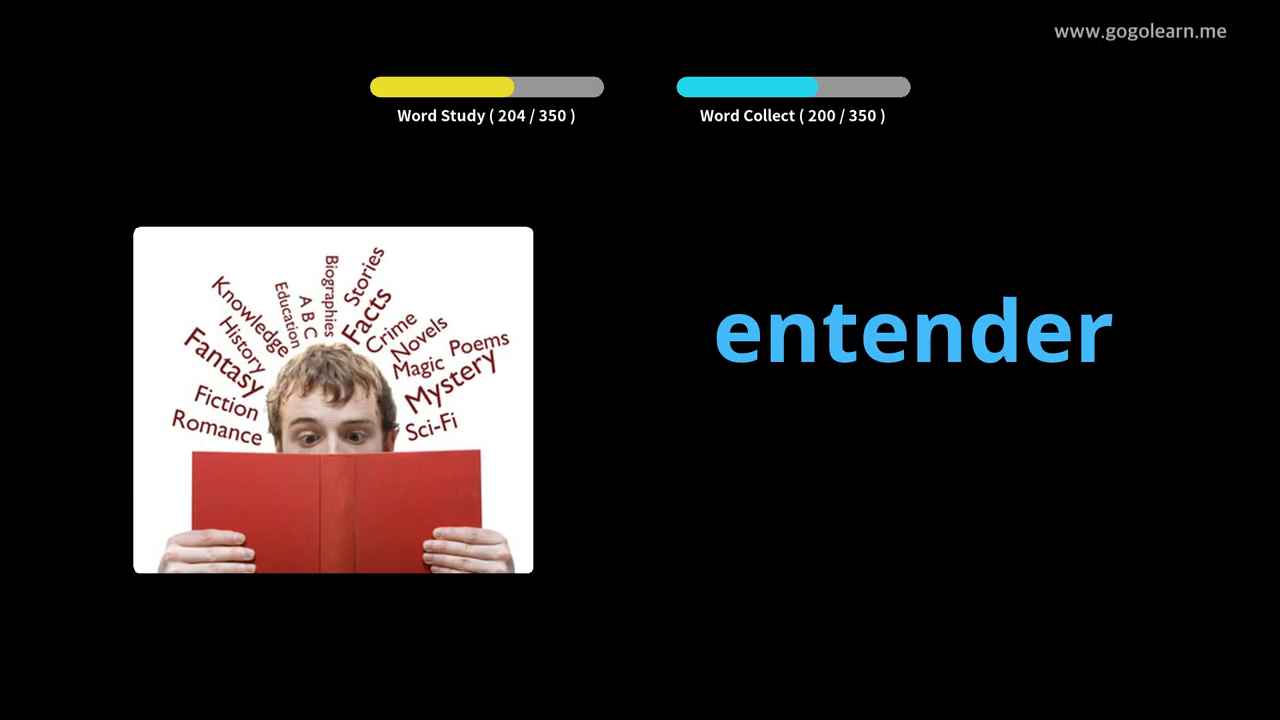 www.gogolearn.me
Word Study ( 204 / 350 )
Word Collect ( 200 / 350 )
Knowledge
Education
A B C
Biographies
Stories
Facts
Crime
Novels
Poems
History
Fantasy
Magic
Mystery
Fiction
Romance
Sci-Fi
entender